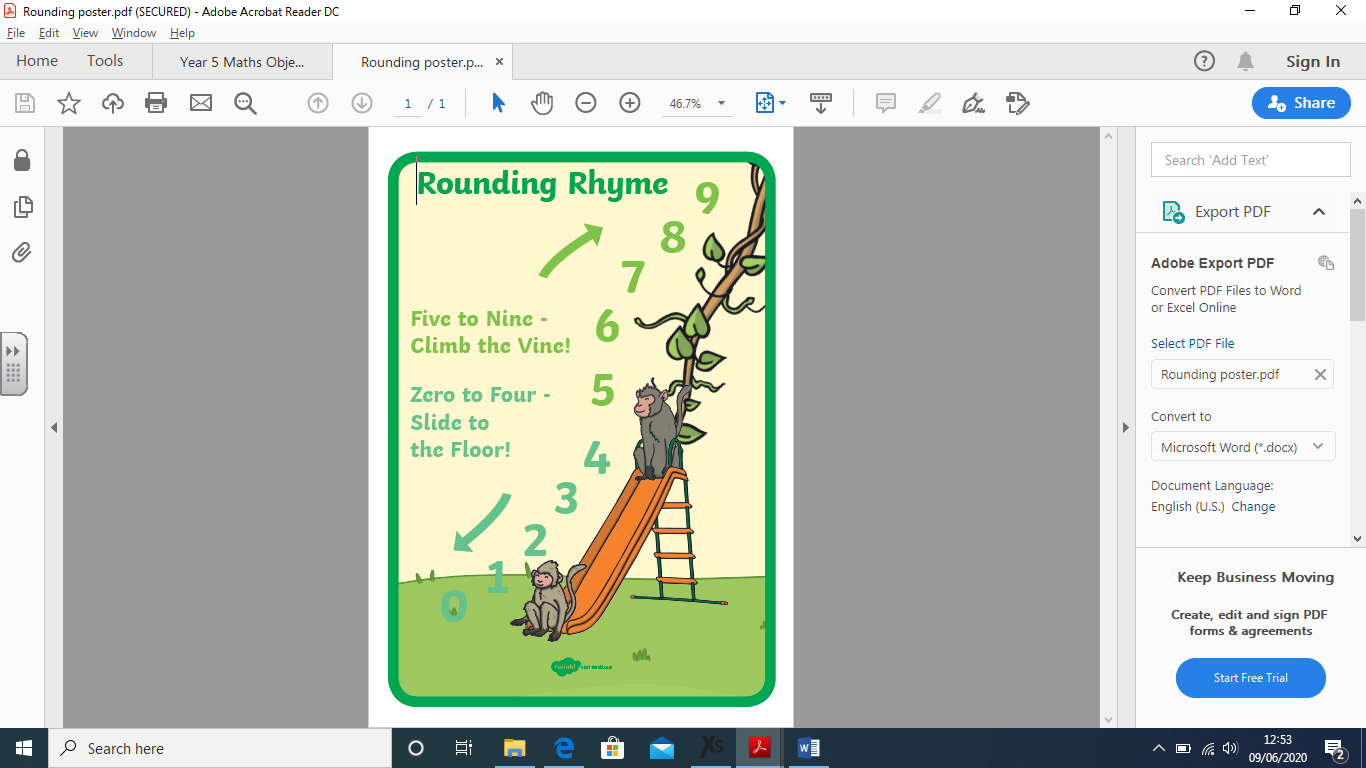 Rounding poster.pdf (SECURED) - Adobe Acrobat Reader DC
File Edit View Window Help
Home Tools Year 5 Maths Obje... Rounding poster.p... ×
Sign In
1 / 1
46.7%
Share
Rounding Rhyme
9
8
7
Five to Nine -
Climb the Vine!
6
5
Zero to Four -
Slide to
the Floor!
4
3
2
1
0
twinkl
Search 'Add Text'
Export PDF
Adobe Export PDF
Convert PDF Files to Word
or Excel Online
Select PDF File
Rounding poster.pdf
Convert to
Microsoft Word (*.docx)
Document Language:
English (U.S.) Change
Keep Business Moving
Create, edit and sign PDF
forms & agreements
Start Free Trial
Search here
Xs
12:53
09/06/2020
2